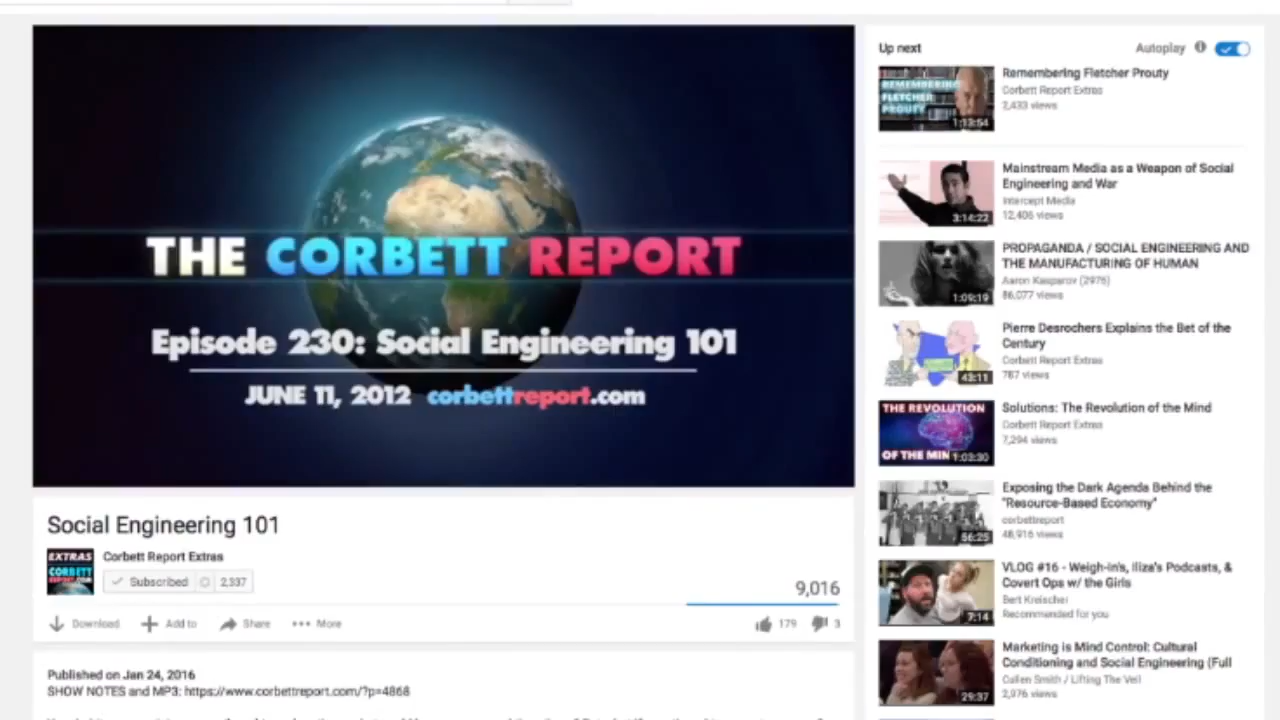 THE CORBETT REPORT
Episode 230: Social Engineering 101
JUNE 11, 2012 corbettreport.com
Social Engineering 101
EXTRAS
CORBETT
Corbett Report Extras
Subscribed 2,337
9,016
Download Add to Share More
179 3
Published on Jan 24, 2016
SHOW NOTES and MP3: https://www.corbettreport.com/?p=4868
Up next
Autoplay
REMEMBERING
FLETCHER
PROUTY
1:13:54
Remembering Fletcher Prouty
Corbett Report Extras
2,433 views
3:14:22
Mainstream Media as a Weapon of Social
Engineering and War
Intercept Media
12,406 views
1:09:19
PROPAGANDA / SOCIAL ENGINEERING AND
THE MANUFACTURING OF HUMAN
Aaron Kasparov (2976)
86,077 views
43:11
Pierre Desrochers Explains the Bet of the
Century
Corbett Report Extras
787 views
THE REVOLUTION
OF THE MIN
1:03:30
Solutions: The Revolution of the Mind
Corbett Report Extras
7,294 views
56:25
Exposing the Dark Agenda Behind the
"Resource-Based Economy"
corbettreport
48,916 views
7:14
VLOG #16 - Weigh-in's, Iliza's Podcasts, &
Covert Ops w/ the Girls
Bert Kreischer
Recommended for you
29:37
Marketing is Mind Control: Cultural
Conditioning and Social Engineering (Full
Cullen Smith / Lifting The Veil
2,976 views